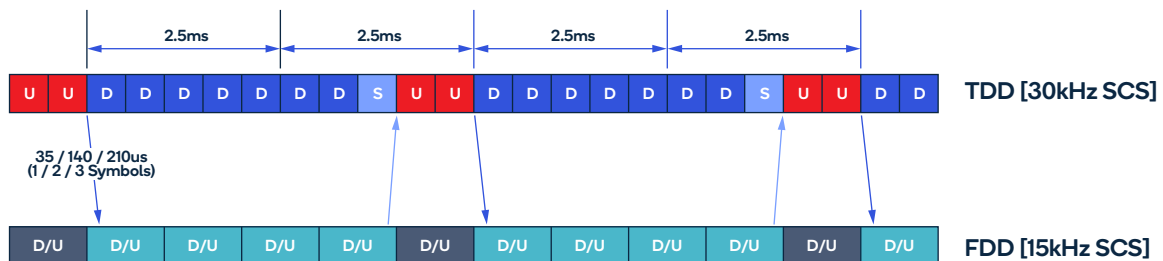 2.5ms 2.5ms 2.5ms 2.5ms
U U D D D D D D D S U U D D D D D D D S U U D D TDD [30kHz SCS]
35 / 140 / 210us
(1 / 2 / 3 Symbols)
D/U D/U D/U D/U D/U D/U D/U D/U D/U D/U D/U D/U FDD [15kHz SCS]